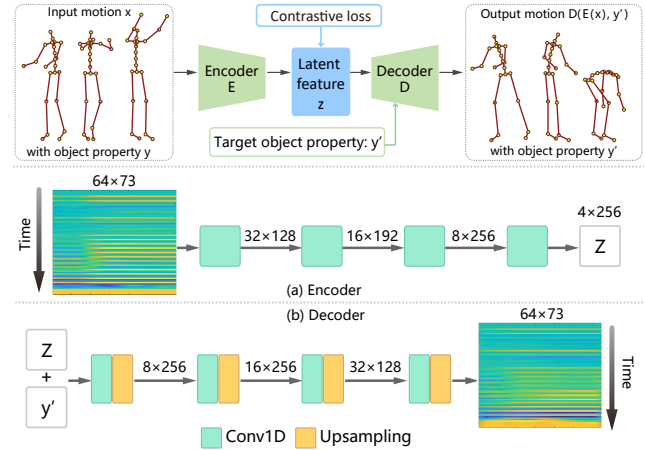 Input motion x
Contrastive loss
Output motion D(E(x), y’)
Encoder
E
Latent
feature
z
Decoder
D
Target object property: y’
with object property y
with object property y’
64×73
Time
32×128
16×192
8×256
4×256
Z
(a) Encoder
(b) Decoder
64×73
Z
+
y’
8×256
16×256
32×128
Time
Conv1D
Upsampling